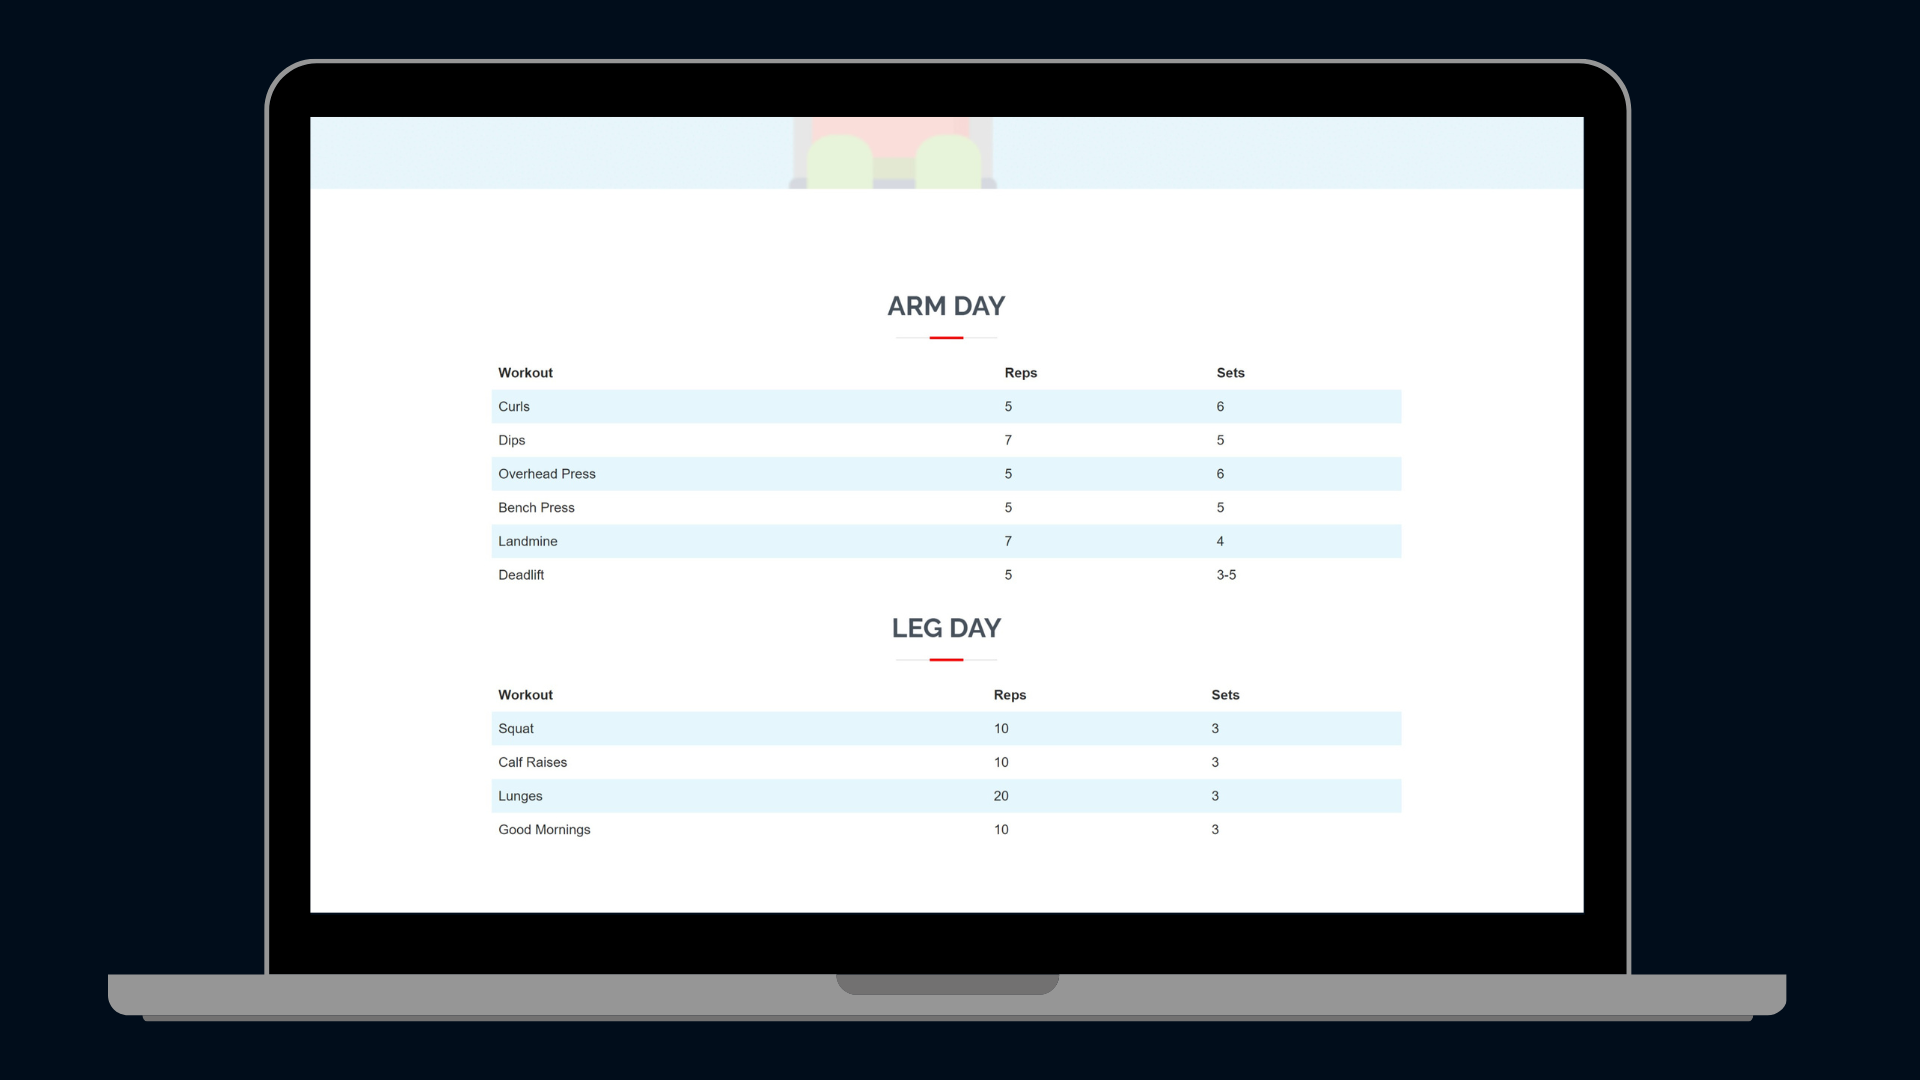 ARM DAY
Workout Reps Sets
Curls 5 6
Dips 7 5
Overhead Press 5 6
Bench Press 5 5
Landmine 7 4
Deadlift 5 3-5
LEG DAY
Workout Reps Sets
Squat 10 3
Calf Raises 10 3
Lunges 20 3
Good Mornings 10 3